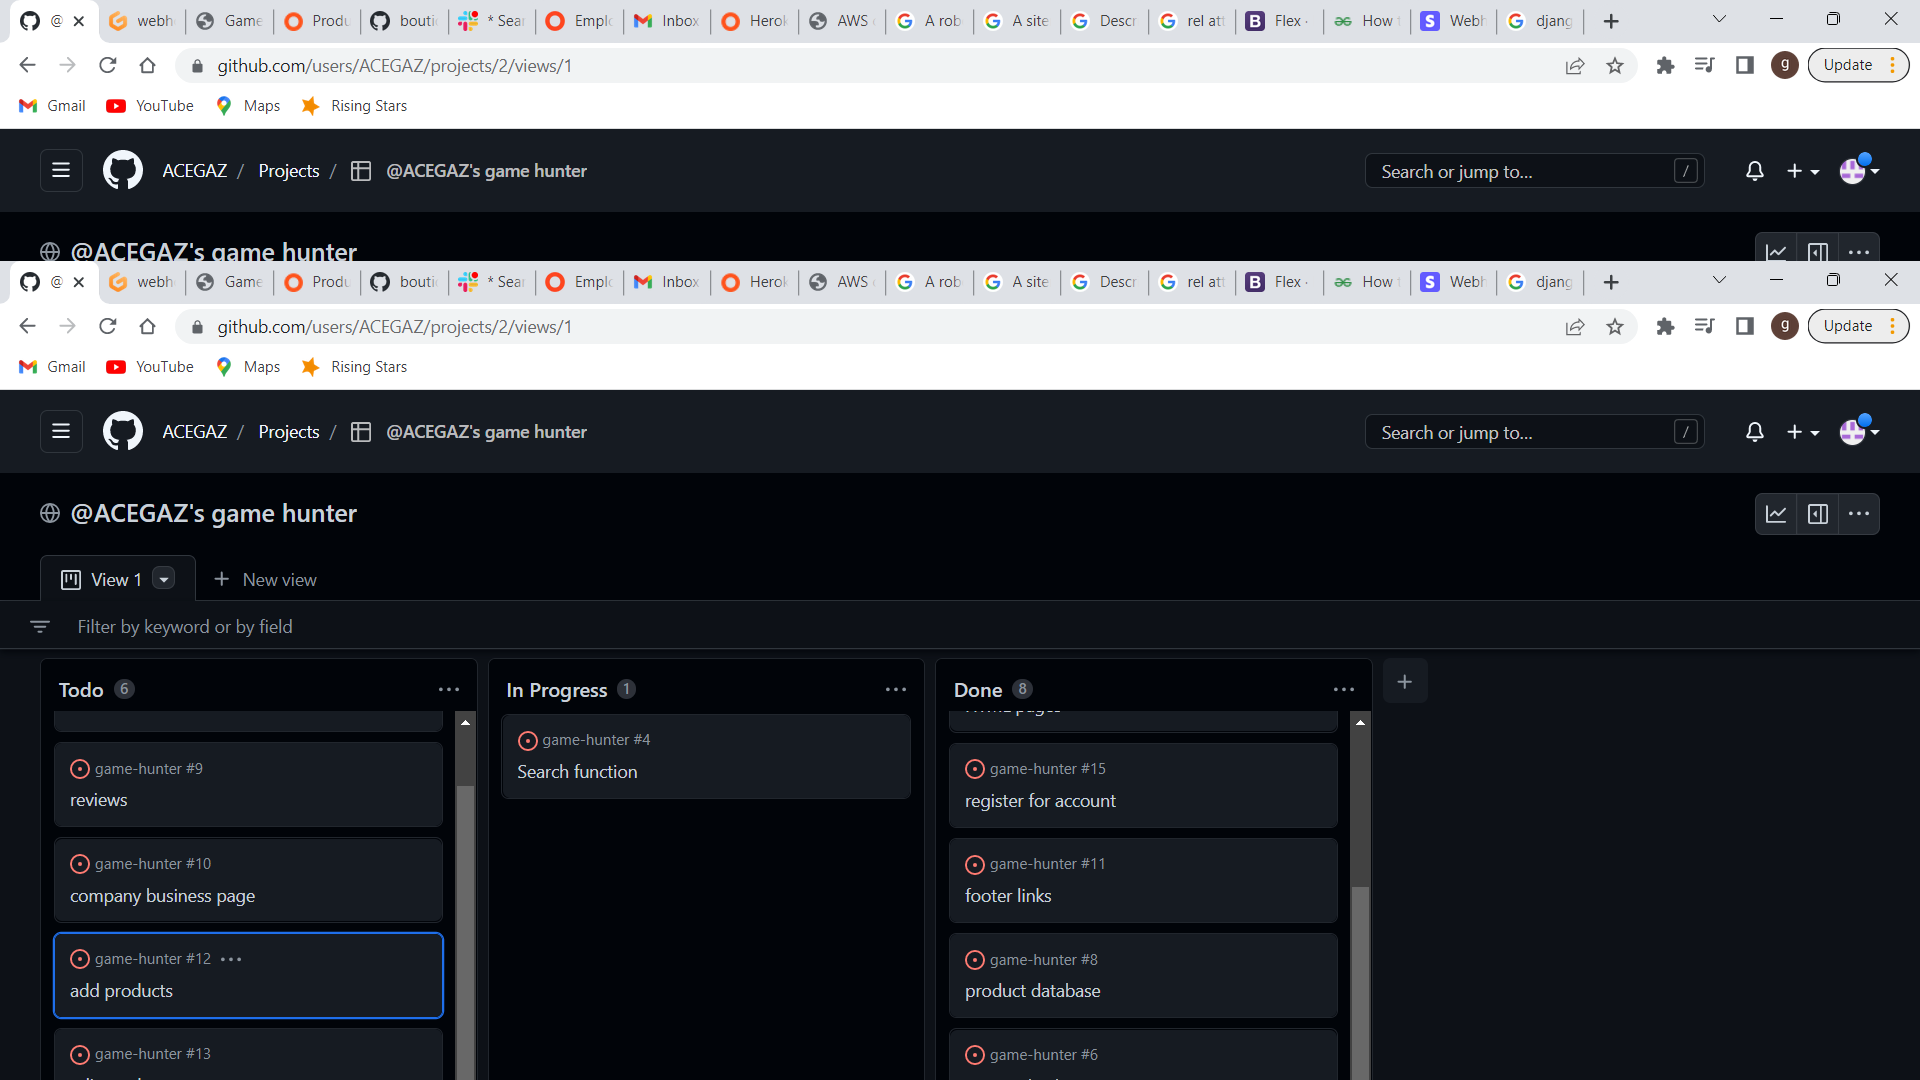 @ webh Game Produ bouti * Sear Emplo Inbox Herok AWS A rob A site Descr rel att Flex How Webh djang
github.com/users/ACEGAZ/projects/2/views/1 g Update
Gmail YouTube Maps Rising Stars
ACEGAZ / Projects / @ACEGAZ's game hunter Search or jump to... /
@ACEGAZ's game hunter
@ webh Game Produ bouti * Sear Emplo Inbox Herok AWS A rob A site Descr rel att Flex How Webh djang
github.com/users/ACEGAZ/projects/2/views/1 g Update
Gmail YouTube Maps Rising Stars
ACEGAZ / Projects / @ACEGAZ's game hunter Search or jump to... /
@ACEGAZ's game hunter
View 1 New view
Filter by keyword or by field
Todo 6
game-hunter #9
reviews
game-hunter #10
company business page
game-hunter #12
add products
game-hunter #13
In Progress 1
game-hunter #4
Search function
Done 8
game-hunter #15
register for account
game-hunter #11
footer links
game-hunter #8
product database
game-hunter #6